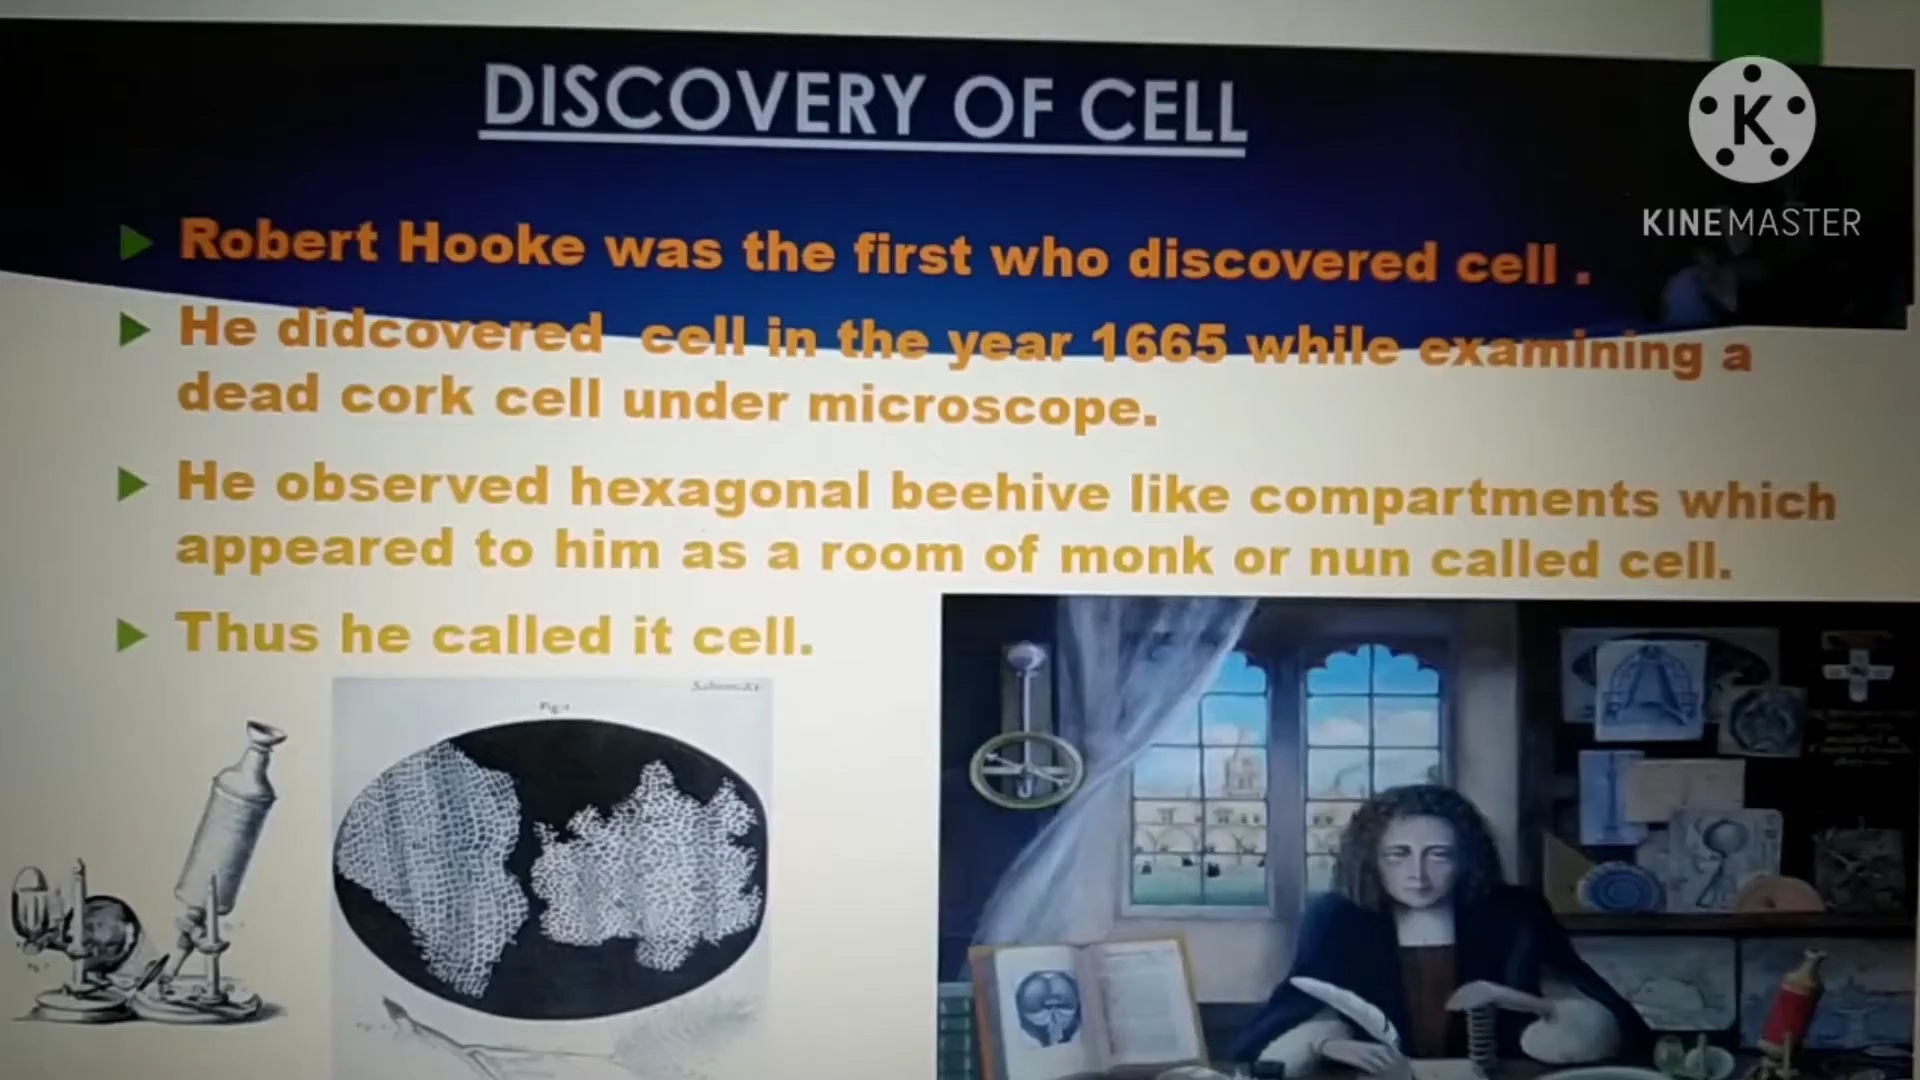 DISCOVERY OF CELL
K
KINEMASTER
Robert Hooke was the first who discovered cell .
He didcovered cell in the year 1665 while examining a
dead cork cell under microscope.
He observed hexagonal beehive like compartments which
appeared to him as a room of monk or nun called cell.
Thus he called it cell.